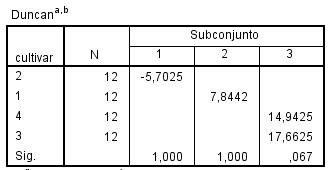 Duncan a,b
cultivar N Subconjunto
1 2 3
2 12 -5,7025
1 12 7,8442
4 12 14,9425
3 12 17,6625
Sig. 1,000 1,000 ,067